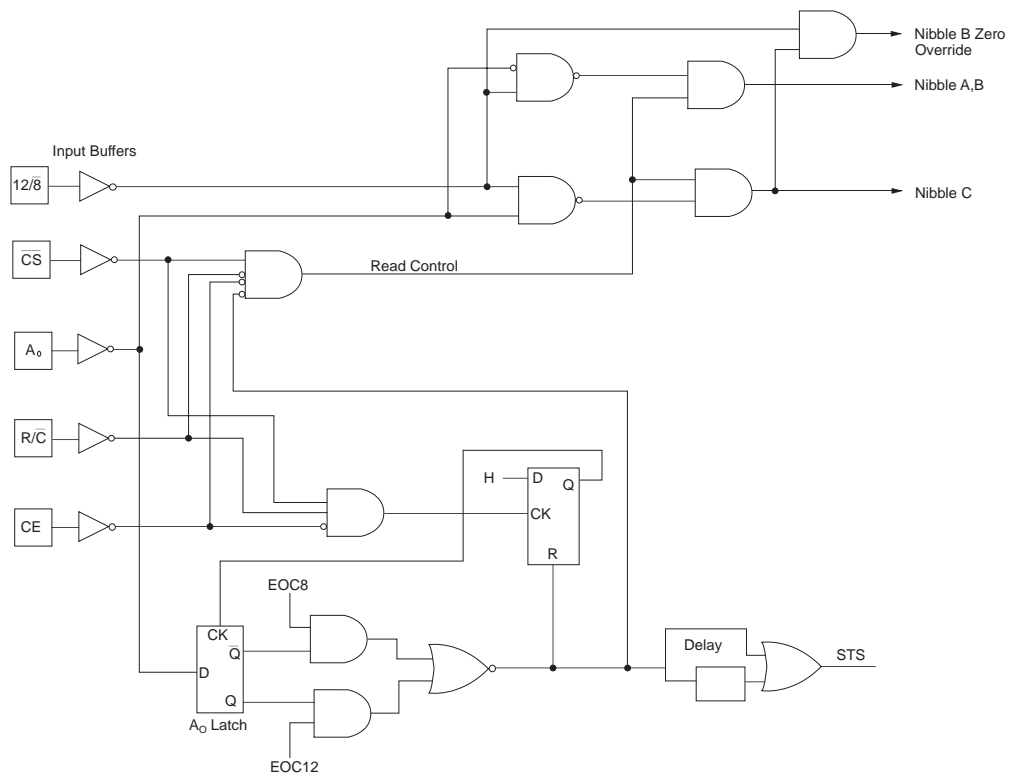 Nibble B Zero
Override
Nibble A,B
Input Buffers
12/8̅
Nibble C
C̅S̅
Read Control
A₀
R/C̅
H
D
Q
CK
CE
R
EOC8
CK
Q̅
Delay
D
STS
Q
A₀ Latch
EOC12